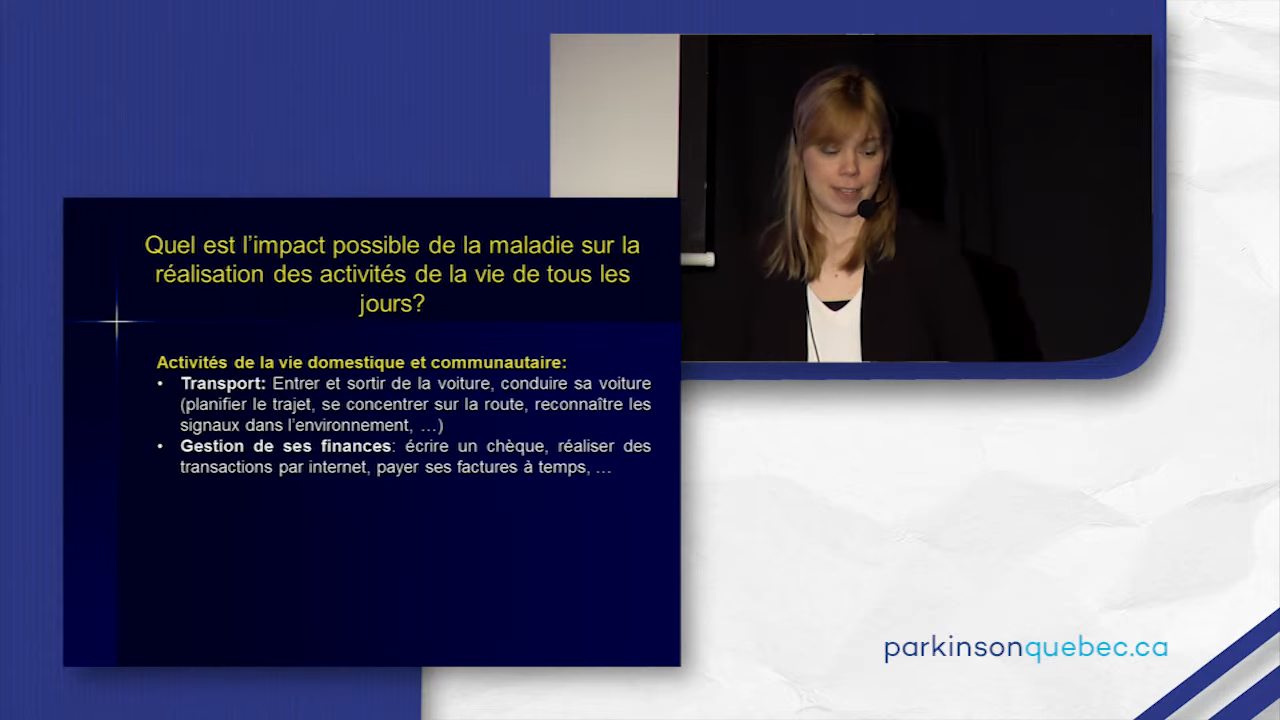 Quel est l’impact possible de la maladie sur la
réalisation des activités de la vie de tous les
jours?
Activités de la vie domestique et communautaire:
• Transport: Entrer et sortir de la voiture, conduire sa voiture
(planifier le trajet, se concentrer sur la route, reconnaître les
signaux dans l’environnement, …)
• Gestion de ses finances: écrire un chèque, réaliser des
transactions par internet, payer ses factures à temps, …
parkinsonquebec.ca